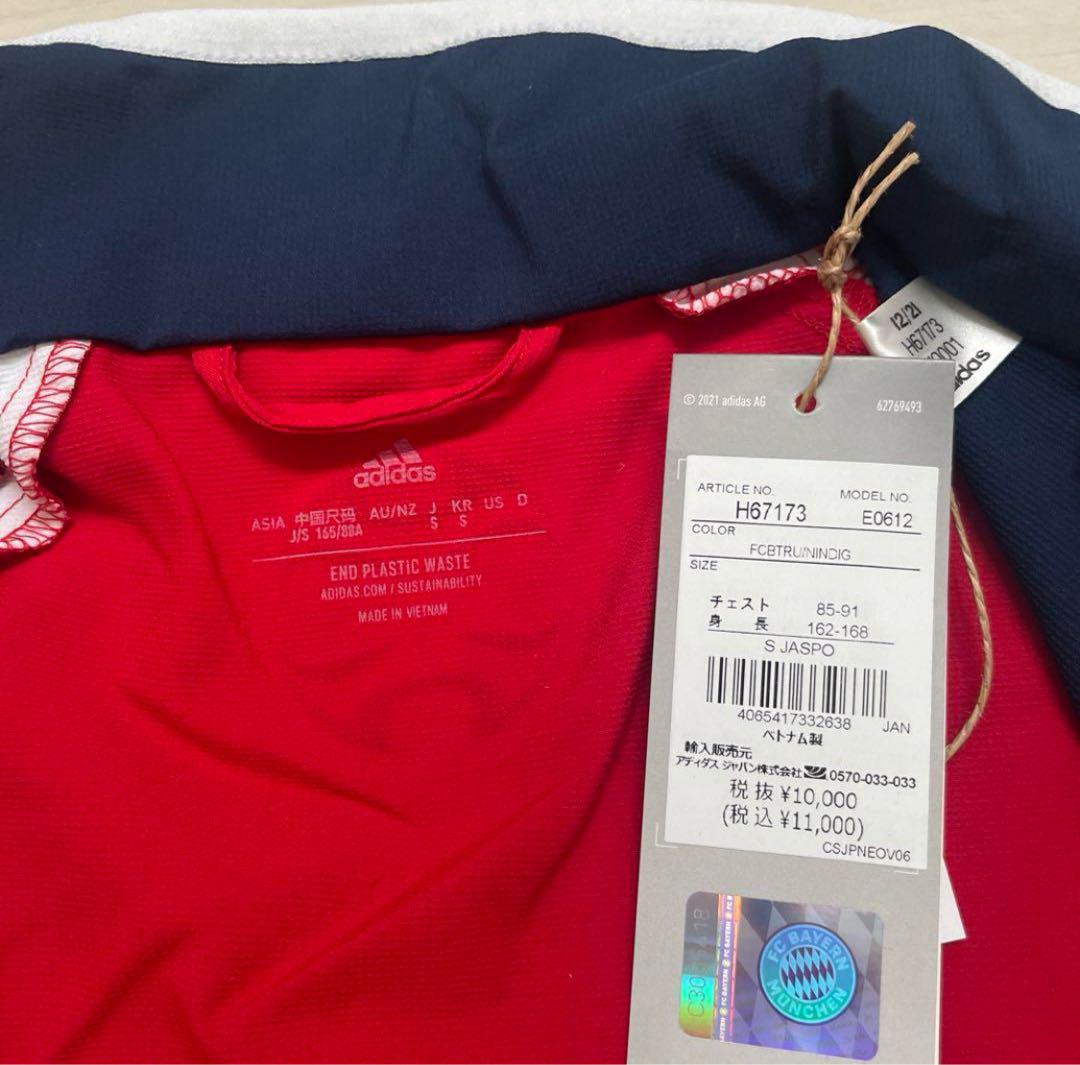 adidas
ASIA 中国尺码 AU/NZ J KR US D
J/S 165/88A S S
END PLASTIC WASTE
ADIDAS.COM / SUSTAINABILITY
MADE IN VIETNAM
12/21
H67173
© 2021 adidas AG 62769493
ARTICLE NO. MODEL NO.
H67173 E0612
COLOR
FCBTRU/NINDIG
SIZE
チェスト 85-91
身長 162-168
S JASPO
4065417332638 JAN
ベトナム製
輸入販売元
アディダス ジャパン株式会社 0570-033-033
税抜 ¥10,000
(税込 ¥11,000)
CSJPNEOV06
FC BAYERN
MÜNCHEN
FC BAYERN FC BAYERN